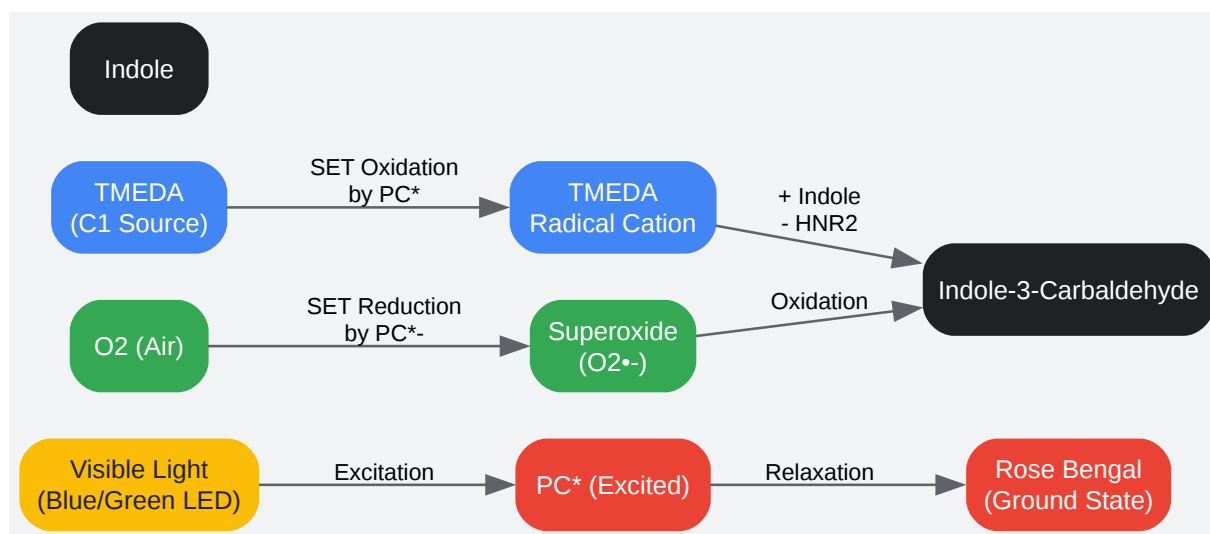 Indole
TMEDA
(C1 Source)
SET Oxidation
by PC*
TMEDA
Radical Cation
+ Indole
- HNR2
Indole-3-Carbaldehyde
O2 (Air)
SET Reduction
by PC*-
Superoxide
(O2•-)
Oxidation
Visible Light
(Blue/Green LED)
Excitation
PC* (Excited)
Relaxation
Rose Bengal
(Ground State)